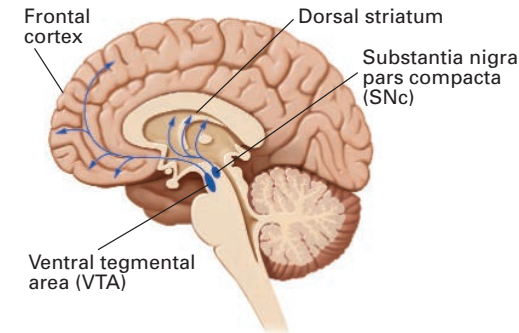 Frontal
cortex
Dorsal striatum
Substantia nigra
pars compacta
(SNc)
Ventral tegmental
area (VTA)